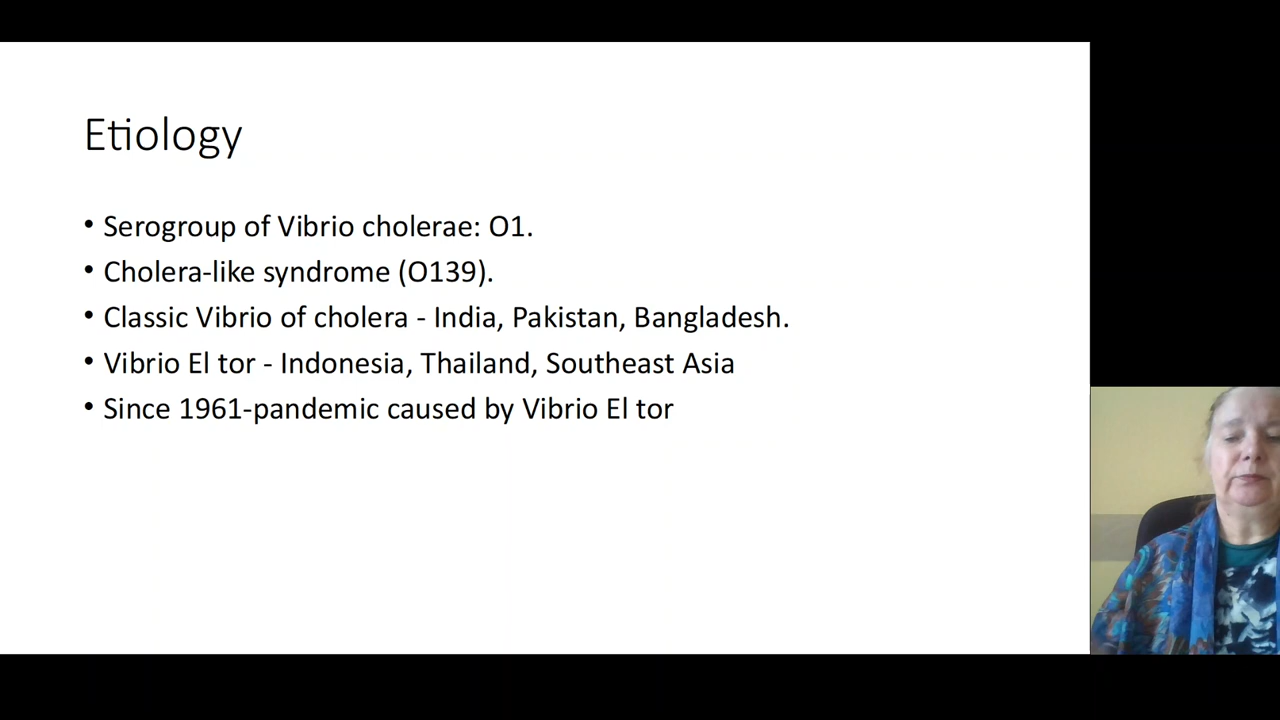 Etiology
• Serogroup of Vibrio cholerae: O1.
• Cholera-like syndrome (O139).
• Classic Vibrio of cholera - India, Pakistan, Bangladesh.
• Vibrio El tor - Indonesia, Thailand, Southeast Asia
• Since 1961-pandemic caused by Vibrio El tor